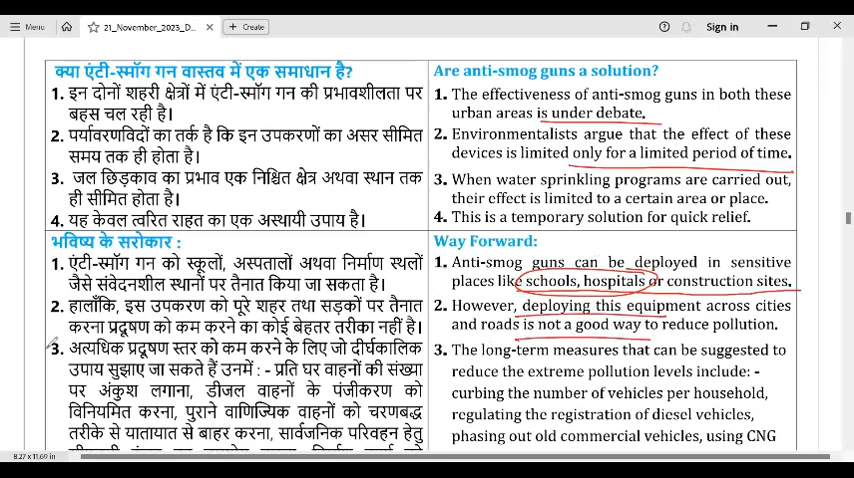 Menu
21_November_2023_D...
Create
Sign in
क्या एंटी-स्मॉग गन वास्तव में एक समाधान है?
1. इन दोनों शहरी क्षेत्रों में एंटी-स्मॉग गन की प्रभावशीलता पर
बहस चल रही है।
2. पर्यावरणविदों का तर्क है कि इन उपकरणों का असर सीमित
समय तक ही होता है।
3. जल छिड़काव का प्रभाव एक निश्चित क्षेत्र अथवा स्थान तक
ही सीमित होता है।
4. यह केवल त्वरित राहत का एक अस्थायी उपाय है।
Are anti-smog guns a solution?
1. The effectiveness of anti-smog guns in both these
urban areas is under debate.
2. Environmentalists argue that the effect of these
devices is limited only for a limited period of time.
3. When water sprinkling programs are carried out,
their effect is limited to a certain area or place.
4. This is a temporary solution for quick relief.
भविष्य के सरोकार :
1. एंटी-स्मॉग गन को स्कूलों, अस्पतालों अथवा निर्माण स्थलों
जैसे संवेदनशील स्थानों पर तैनात किया जा सकता है।
2. हालाँकि, इस उपकरण को पूरे शहर तथा सड़कों पर तैनात
करना प्रदूषण को कम करने का कोई बेहतर तरीका नहीं है।
3. अत्यधिक प्रदूषण स्तर को कम करने के लिए जो दीर्घकालिक
उपाय सुझाए जा सकते हैं उनमें : - प्रति घर वाहनों की संख्या
पर अंकुश लगाना, डीजल वाहनों के पंजीकरण को
विनियमित करना, पुराने वाणिज्यिक वाहनों को चरणबद्ध
तरीके से यातायात से बाहर करना, सार्वजनिक परिवहन हेतु
Way Forward:
1. Anti-smog guns can be deployed in sensitive
places like schools, hospitals or construction sites.
2. However, deploying this equipment across cities
and roads is not a good way to reduce pollution.
3. The long-term measures that can be suggested to
reduce the extreme pollution levels include: -
curbing the number of vehicles per household,
regulating the registration of diesel vehicles,
phasing out old commercial vehicles, using CNG
8.27 x 11.69 in